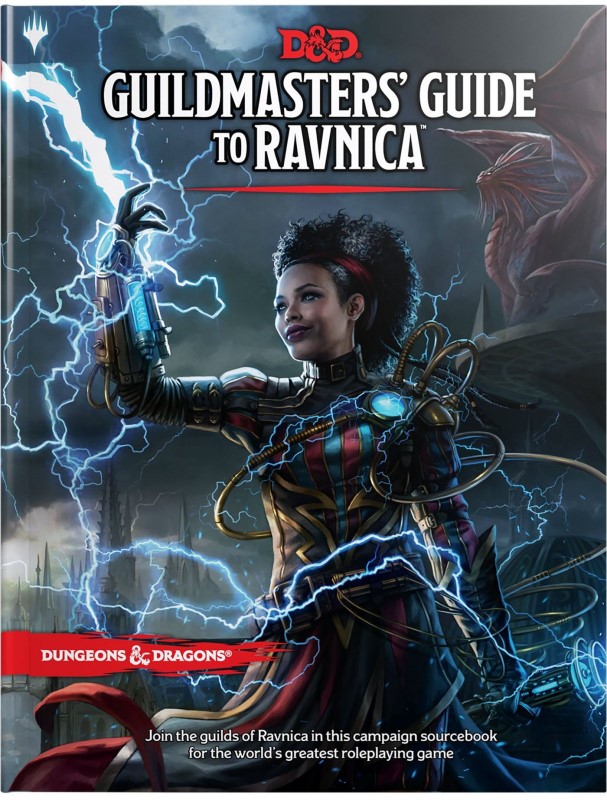 D&D®
GUILDMASTERS' GUIDE
TO RAVNICA™
DUNGEONS & DRAGONS®
Join the guilds of Ravnica in this campaign sourcebook
for the world's greatest roleplaying game